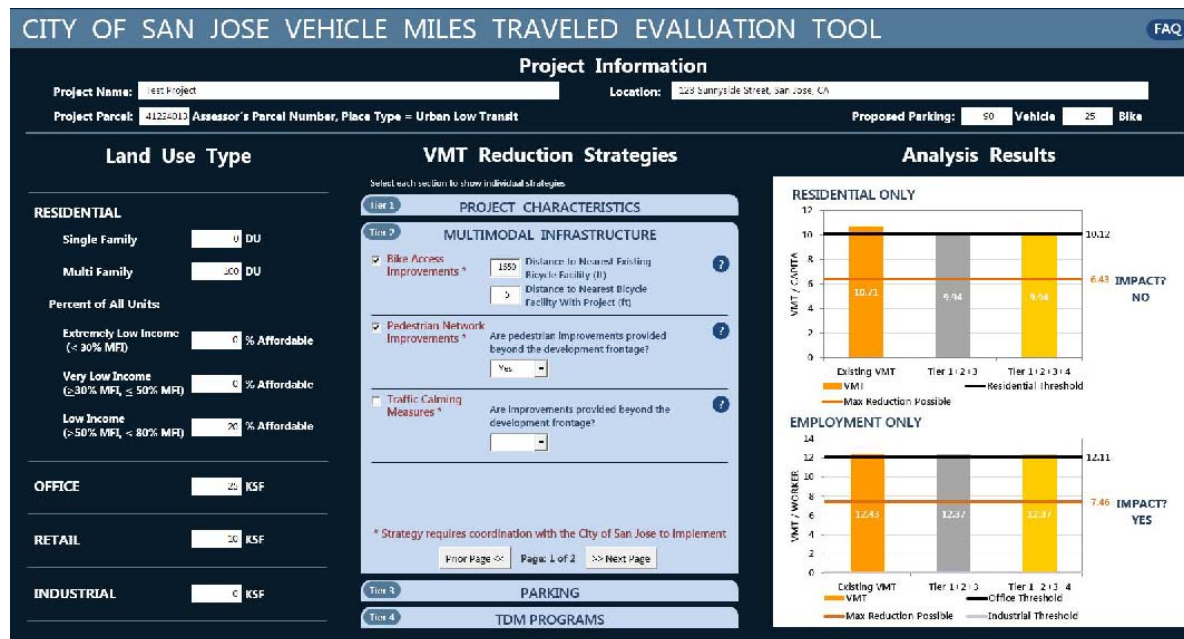 CITY OF SAN JOSE VEHICLE MILES TRAVELED EVALUATION TOOL
FAQ
Project Information
Project Name: Test Project
Location: 123 Sunnyside Street, San Jose, CA
Project Parcel: 41224013 Assessor's Parcel Number, Place Type = Urban Low Transit
Proposed Parking: 90 Vehicle 25 Bike
Land Use Type
RESIDENTIAL
Single Family 0 DU
Multi Family 100 DU
Percent of All Units:
Extremely Low Income
(< 30% MFI)
0 % Affordable
Very Low Income
(≥30% MFI, ≤ 50% MFI)
0 % Affordable
Low Income
(>50% MFI, < 80% MFI)
20 % Affordable
OFFICE 25 KSF
RETAIL 10 KSF
INDUSTRIAL 0 KSF
VMT Reduction Strategies
Select each section to show individual strategies
Tier 1 PROJECT CHARACTERISTICS
Tier 2 MULTIMODAL INFRASTRUCTURE
Bike Access
Improvements *
Distance to Nearest Existing
Bicycle Facility (ft)
5 Distance to Nearest Bicycle
Facility With Project (ft)
?
Pedestrian Network
Improvements *
Are pedestrian improvements provided
beyond the development frontage?
Yes
?
Traffic Calming
Measures *
Are improvements provided beyond the
development frontage?
?
* Strategy requires coordination with the City of San Jose to implement
Prior Page << Page: 1 of 2 >> Next Page
Tier 3 PARKING
Tier 4 TDM PROGRAMS
Analysis Results
RESIDENTIAL ONLY
VMT / CAPITA
12
10
8
6
4
2
0
10.71
9.94
9.94
10.12
6.43
IMPACT?
NO
Existing VMT
Tier 1+2+3
Tier 1+2+3+4
VMT
Residential Threshold
Max Reduction Possible
EMPLOYMENT ONLY
VMT / WORKER
14
12
10
8
6
4
2
0
12.43
12.37
12.37
12.11
7.46
IMPACT?
YES
Existing VMT
Tier 1+2+3
Tier 1+2+3+4
VMT
Office Threshold
Max Reduction Possible
Industrial Threshold